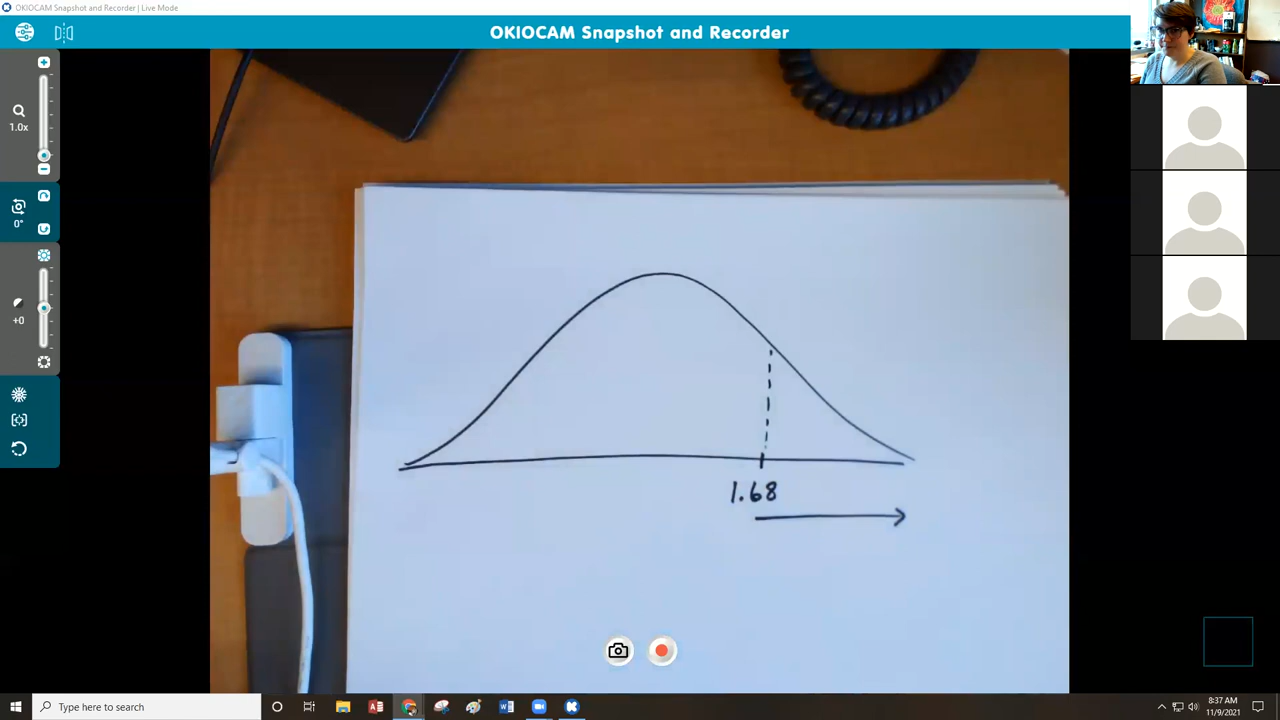 OKIOCAM Snapshot and Recorder | Live Mode
OKIOCAM Snapshot and Recorder
1.0x
0°
+0
1.68
Type here to search
8:37 AM
11/9/2021